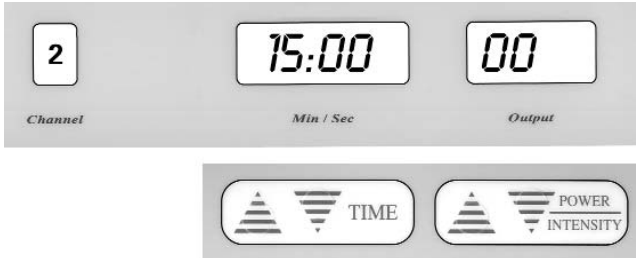 2 15:00 00
Channel Min / Sec Output
TIME POWER
INTENSITY